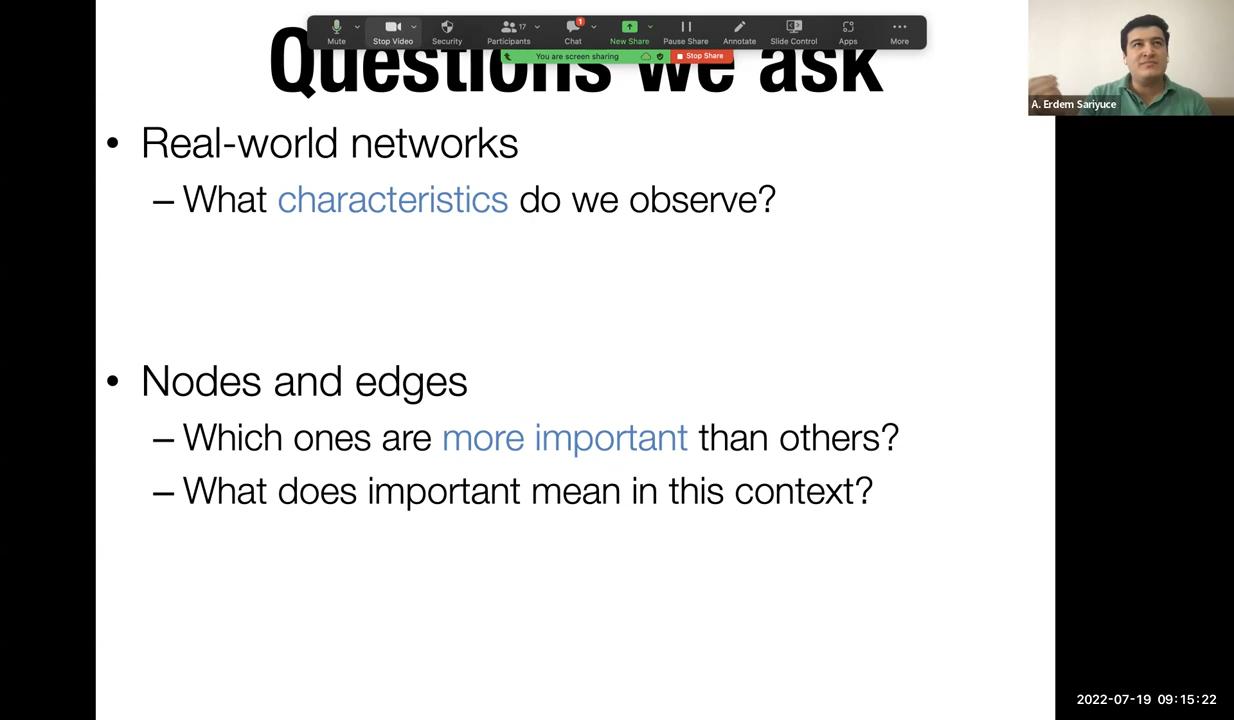 Mute
Stop Video
Security
Participants
17
Chat
1
New Share
Pause Share
Annotate
Slide Control
Apps
More
You are screen sharing
Stop Share
Questions we ask
A. Erdem Sariyuce
• Real-world networks
– What characteristics do we observe?
• Nodes and edges
– Which ones are more important than others?
– What does important mean in this context?
2022-07-19 09:15:22